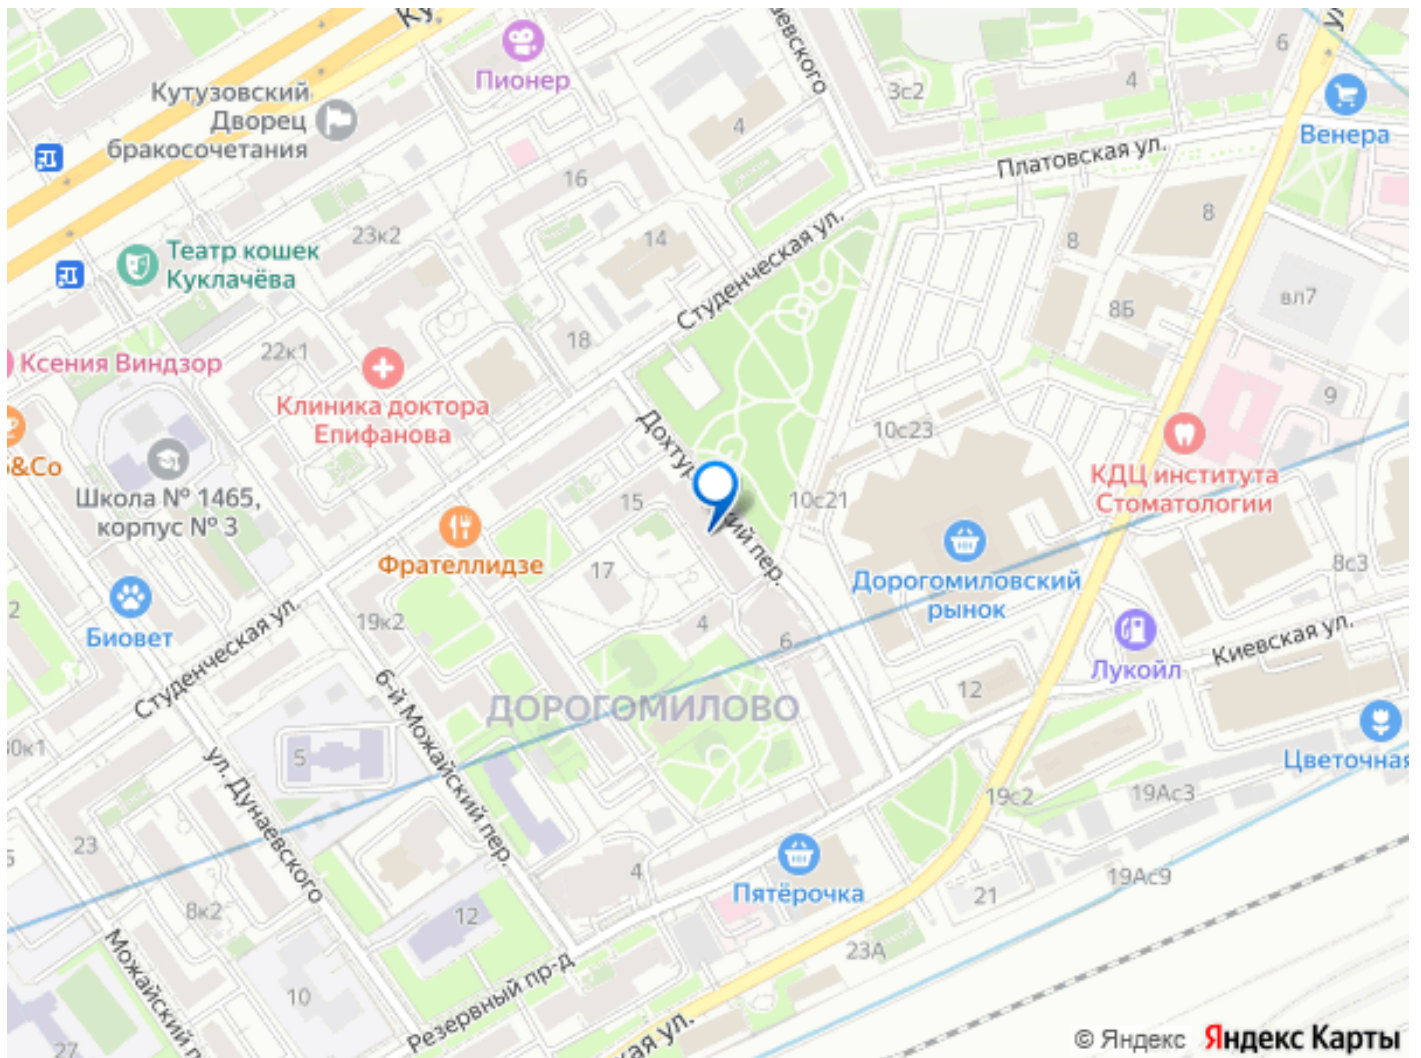 Пионер
Кутузовский
Дворец
бракосочетания
3с2
4
6
4
Венера
Платовская ул.
16
23к2
14
8
8
Театр кошек
Куклачёва
Студенческая ул.
8Б
вл7
18
22к1
Ксения Виндзор
Клиника доктора
Епифанова
9
10с23
&Co
Школа № 1465,
корпус № 3
15
10с21
КДЦ института
Стоматологии
Фрателлидзе
17
Дорогомиловский
рынок
8с3
Биовет
19к2
4
6
Лукойл
Киевская ул.
Студенческая ул.
6-й Можайский пер.
ДОРОГОМИЛОВО
12
5
ул. Дунаевского
Цветочная
19с2
19Ас3
23
4
Пятёрочка
19Ас9
21
8к2
12
23А
10
Резервный пр-д
Можайский
27
© Яндекс Яндекс Карты